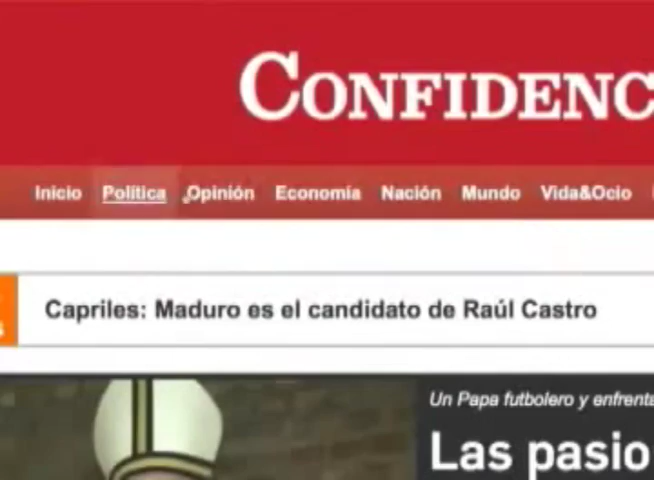 CONFIDENC
Inicio Política Opinión Economía Nación Mundo Vida&Ocio
Capriles: Maduro es el candidato de Raúl Castro
Un Papa futbolero y enfrenta
Las pasio